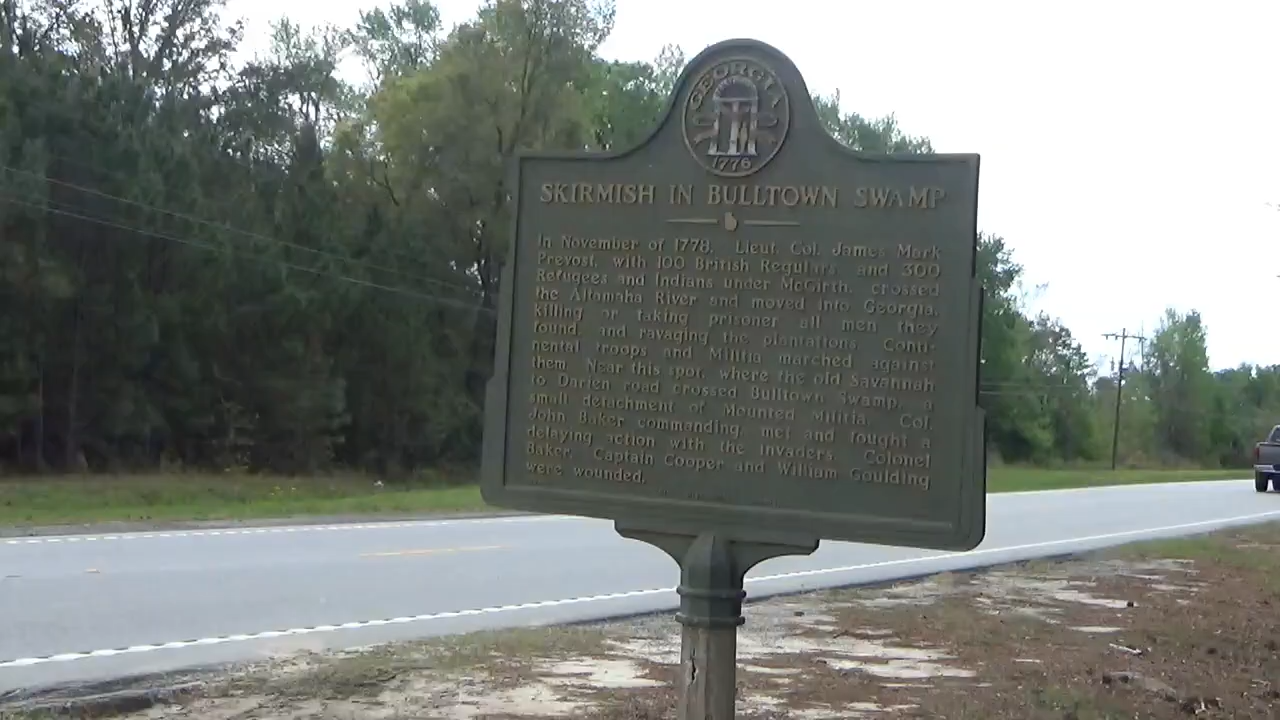 GEORGIA
1776
SKIRMISH IN BULLTOWN SWAMP
In November of 1778, Lieut. Col. James Mark
Prevost, with 100 British Regulars, and 300
Refugees and Indians under McGirth, crossed
the Altamaha River and moved into Georgia,
killing or taking prisoner all men they
found, and ravaging the plantations. Conti-
nental troops and Militia marched against
them. Near this spot, where the old Savannah
to Darien road crossed Bulltown Swamp, a
small detachment of Mounted Militia, Col.
John Baker commanding, met and fought a
delaying action with the invaders. Colonel
Baker, Captain Cooper and William Goulding
were wounded.